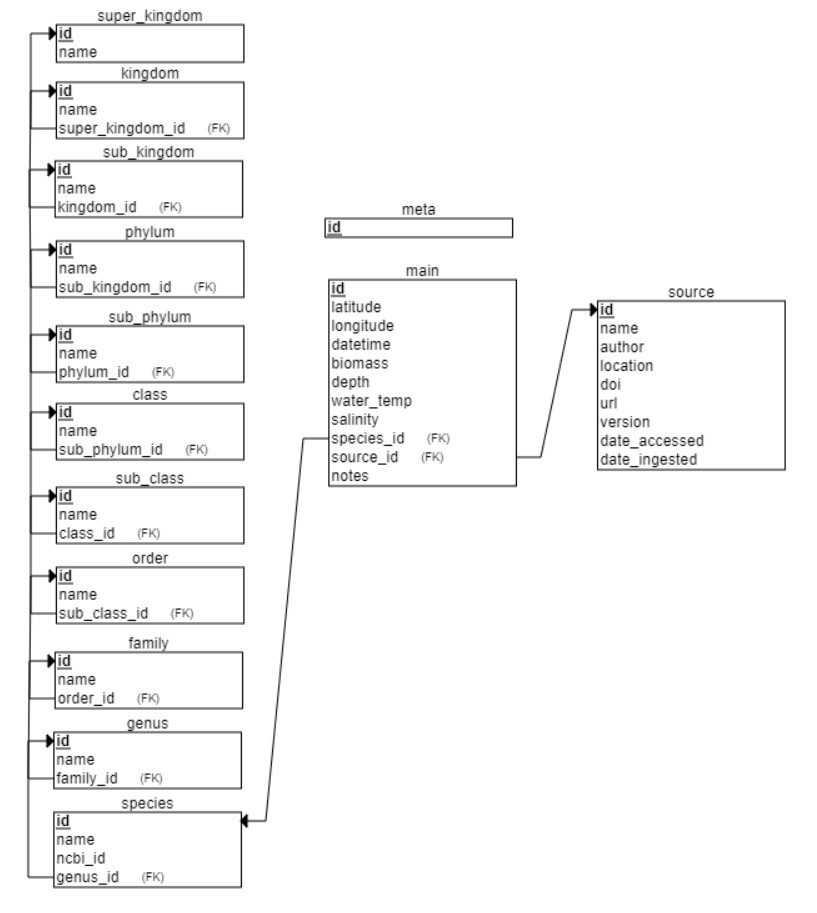 super_kingdom
id
name
kingdom
id
name
super_kingdom_id (FK)
sub_kingdom
id
name
kingdom_id (FK)
phylum
id
name
sub_kingdom_id (FK)
sub_phylum
id
name
phylum_id (FK)
class
id
name
sub_phylum_id (FK)
sub_class
id
name
class_id (FK)
order
id
name
sub_class_id (FK)
family
id
name
order_id (FK)
genus
id
name
family_id (FK)
species
id
name
ncbi_id
genus_id (FK)
meta
id
main
id
latitude
longitude
datetime
biomass
depth
water_temp
salinity
species_id (FK)
source_id (FK)
notes
source
id
name
author
location
doi
url
version
date_accessed
date_ingested